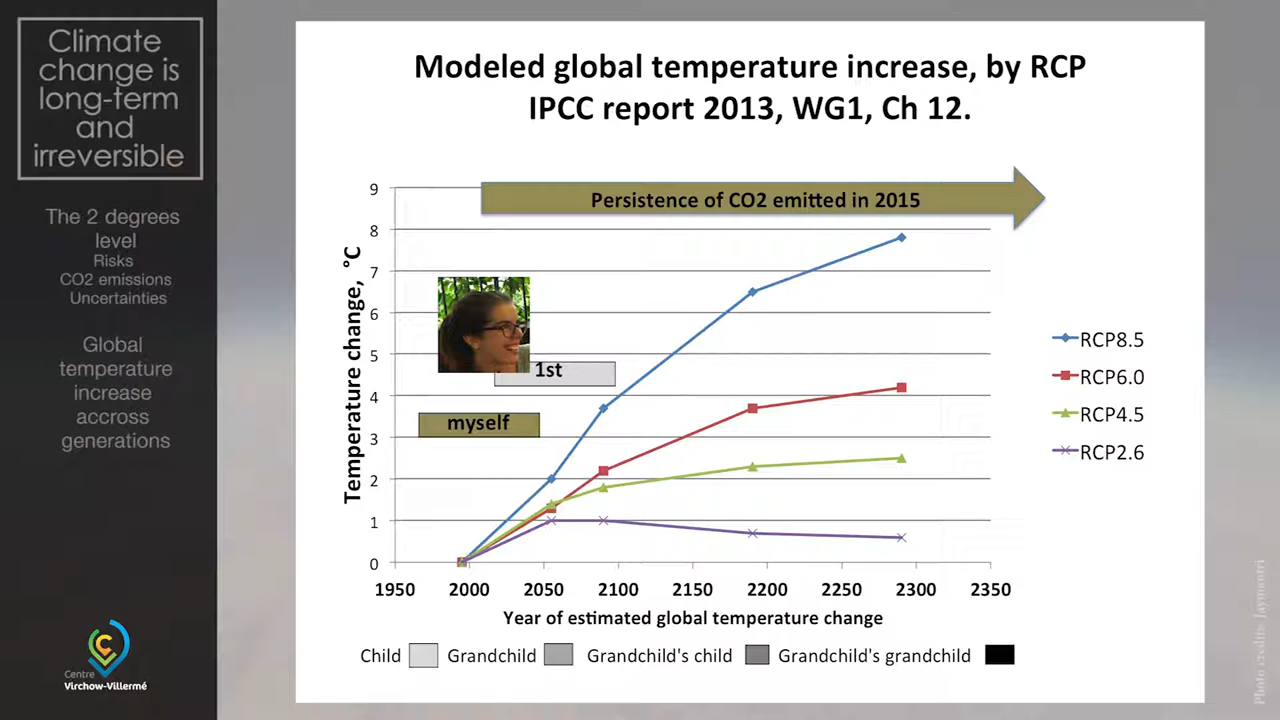 Climate
change is
long-term
and
irreversible
The 2 degrees
level
Risks
CO2 emissions
Uncertainties
Global
temperature
increase
accross
generations
Centre
Virchow-Villermé
Modeled global temperature increase, by RCP
IPCC report 2013, WG1, Ch 12.
Persistence of CO2 emitted in 2015
Temperature change, °C
9
8
7
6
5
4
3
2
1
0
1st
myself
1950 2000 2050 2100 2150 2200 2250 2300 2350
Year of estimated global temperature change
RCP8.5
RCP6.0
RCP4.5
RCP2.6
Child Grandchild Grandchild's child Grandchild's grandchild
Photo credits: Jaymantri